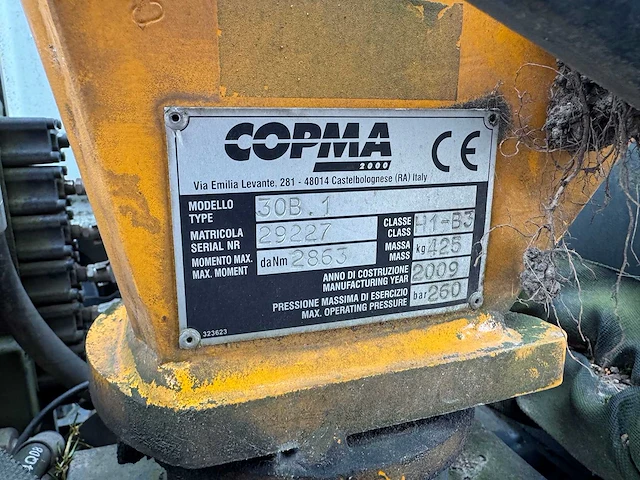 COPMA
2000
CE
Via Emilia Levante, 281 - 48014 Castelbolognese (RA) Italy
MODELLO
TYPE
30B.1
MATRICOLA
SERIAL NR
29227
CLASSE
CLASS
H1-B3
MOMENTO MAX.
MAX. MOMENT
daNm 2863
MASSA
MASS
kg 425
ANNO DI COSTRUZIONE
MANUFACTURING YEAR
2009
PRESSIONE MASSIMA DI ESERCIZIO
MAX. OPERATING PRESSURE
bar 260
323623